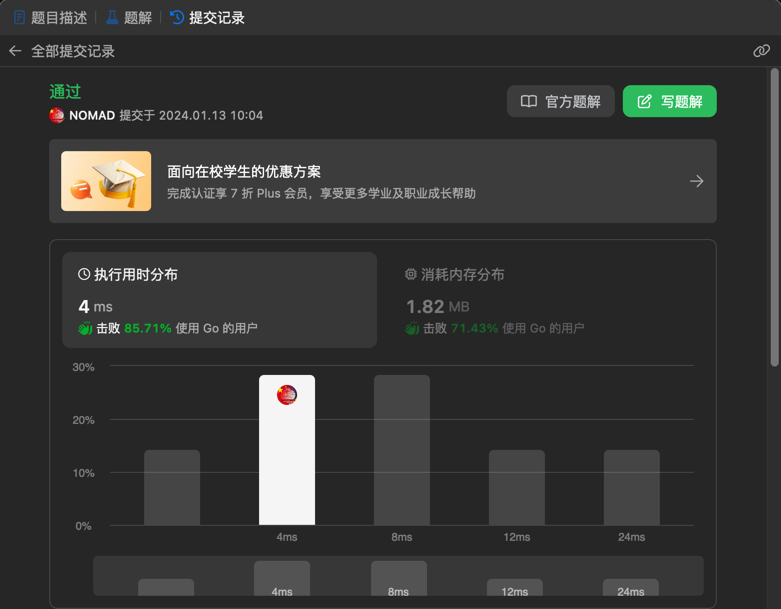 题目描述 题解 提交记录
全部提交记录
通过
NOMAD 提交于 2024.01.13 10:04
官方题解
写题解
面向在校学生的优惠方案
完成认证享 7 折 Plus 会员，享受更多学业及职业成长帮助
执行用时分布
4 ms
击败 85.71% 使用 Go 的用户
消耗内存分布
1.82 MB
击败 71.43% 使用 Go 的用户
30%
20%
10%
0%
4ms 8ms 12ms 24ms
4ms 8ms 12ms 24ms